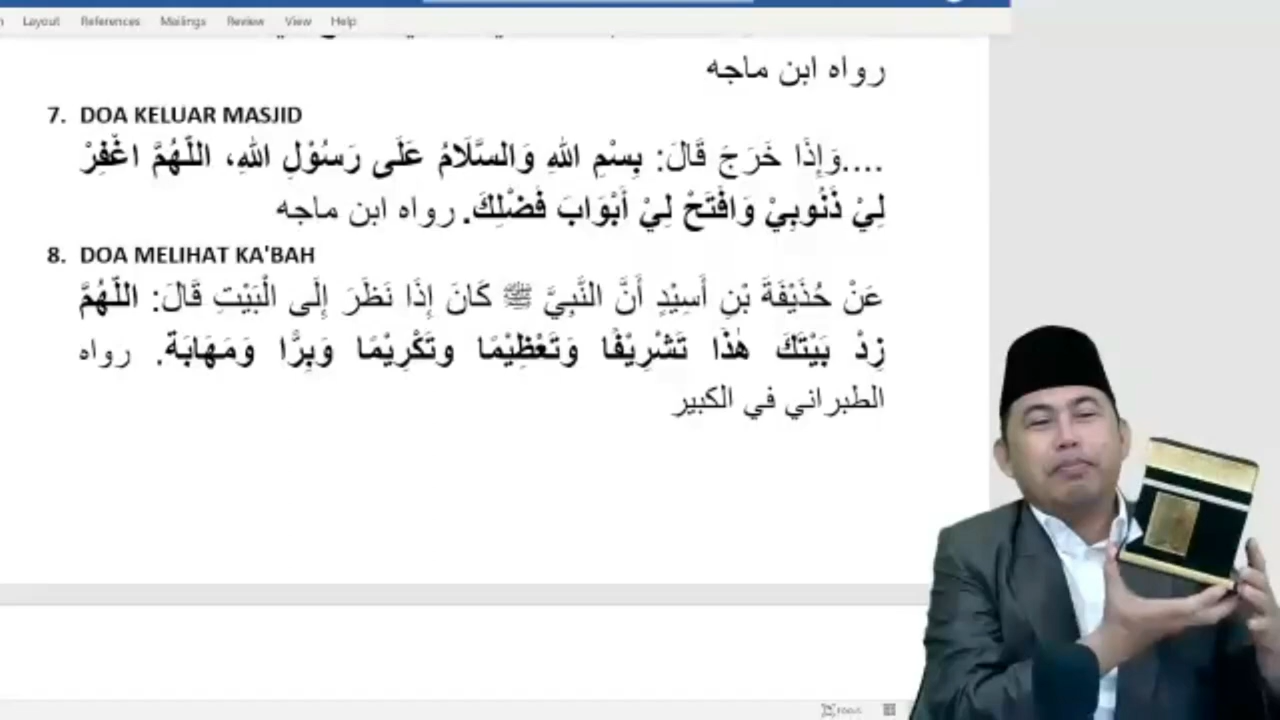 Layout References Mailings Review View Help
رواه ابن ماجه
7. DOA KELUAR MASJID
....وَإِذَا خَرَجَ قَالَ: بِسْمِ اللهِ وَالسَّلَامُ عَلَى رَسُوْلِ اللهِ، اللَّهُمَّ اغْفِرْ
لِيْ ذَنُوبِيْ وَافْتَحْ لِيْ أَبْوَابَ فَضْلِكَ. رواه ابن ماجه
8. DOA MELIHAT KA'BAH
عَنْ حُذَيْفَةَ بْنِ أَسِيْدٍ أَنَّ النَّبِيَّ ﷺ كَانَ إِذَا نَظَرَ إِلَى الْبَيْتِ قَالَ: اللَّهُمَّ
زِدْ بَيْتَكَ هٰذَا تَشْرِيْفًا وَتَعْظِيْمًا وتَكْرِيْمًا وَبِرًّا وَمَهَابَة. رواه
الطبراني في الكبير
Focus